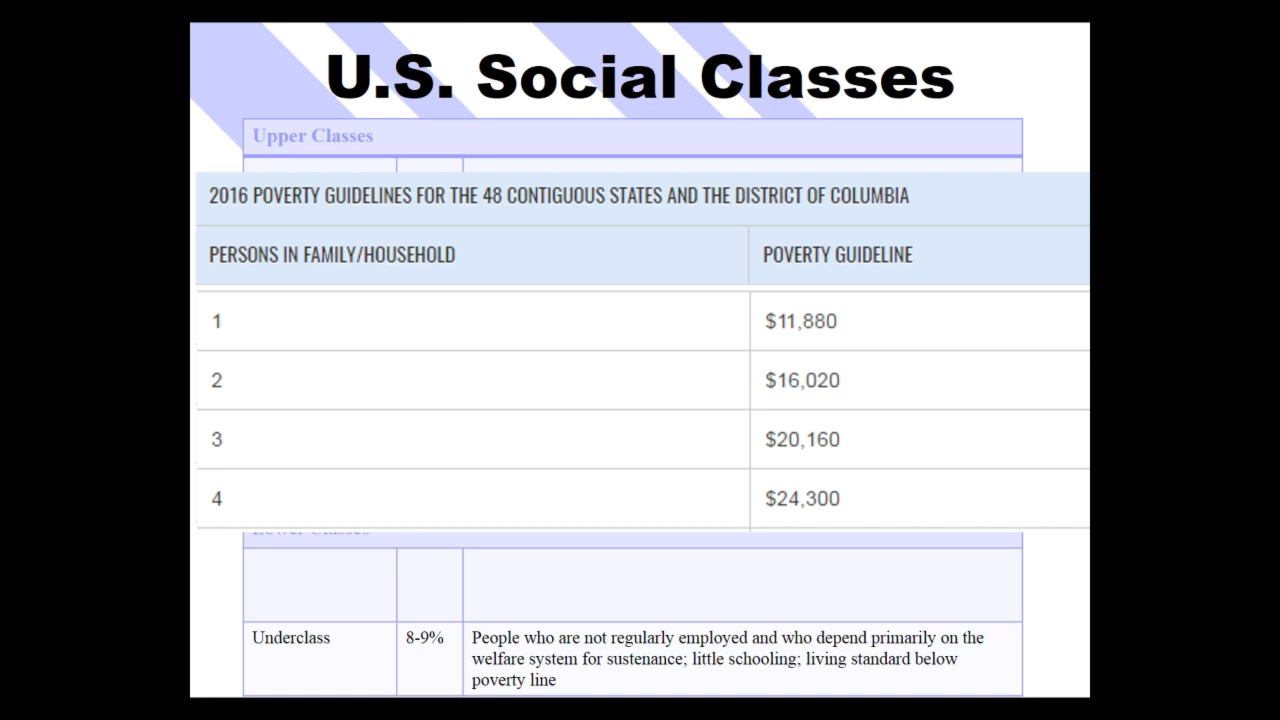 U.S. Social Classes
Upper Classes
2016 POVERTY GUIDELINES FOR THE 48 CONTIGUOUS STATES AND THE DISTRICT OF COLUMBIA
PERSONS IN FAMILY/HOUSEHOLD POVERTY GUIDELINE
1 $11,880
2 $16,020
3 $20,160
4 $24,300
Lower Classes
Underclass 8-9% People who are not regularly employed and who depend primarily on the
welfare system for sustenance; little schooling; living standard below
poverty line